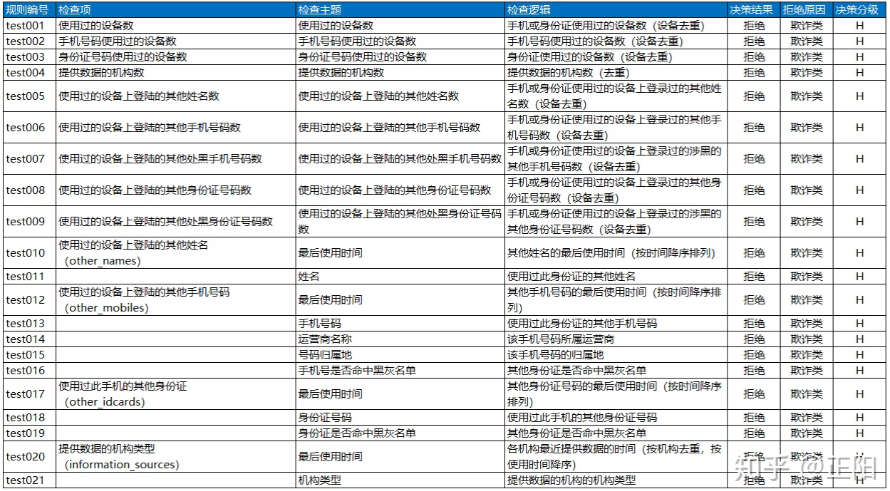 规则编号 检查项 检查主题 检查逻辑 决策结果 拒绝原因 决策分级
test001 使用过的设备数 使用过的设备数 手机或身份证使用过的设备数（设备去重） 拒绝 欺诈类 H
test002 手机号码使用过的设备数 手机号码使用过的设备数 手机号码使用过的设备数（设备去重） 拒绝 欺诈类 H
test003 身份证号码使用过的设备数 身份证号码使用过的设备数 身份证使用过的设备数（设备去重） 拒绝 欺诈类 H
test004 提供数据的机构数 提供数据的机构数 提供数据的机构数（去重） 拒绝 欺诈类 H
test005 使用过的设备上登陆的其他姓名数 使用过的设备上登陆的其他姓名数 手机或身份证使用过的设备上登录过的其他姓
名数（设备去重） 拒绝 欺诈类 H
test006 使用过的设备上登陆的其他手机号码数 使用过的设备上登陆的其他手机号码数 手机或身份证使用过的设备上登录过的其他手
机号码数（设备去重） 拒绝 欺诈类 H
test007 使用过的设备上登陆的其他处黑手机号码数 使用过的设备上登陆的其他处黑手机号码数 手机或身份证使用过的设备上登录过的涉黑的
其他手机号码数（设备去重） 拒绝 欺诈类 H
test008 使用过的设备上登陆的其他身份证号码数 使用过的设备上登陆的其他身份证号码数 手机或身份证使用过的设备上登录过的其他身
份证号码数（设备去重） 拒绝 欺诈类 H
test009 使用过的设备上登陆的其他处黑身份证号码数 使用过的设备上登陆的其他处黑身份证号码
数 手机或身份证使用过的设备上登录过的涉黑的
其他身份证号码数（设备去重） 拒绝 欺诈类 H
test010 使用过的设备上登陆的其他姓名
（other_names） 最后使用时间 其他姓名的最后使用时间（按时间降序排列） 拒绝 欺诈类 H
test011 姓名 使用过此身份证的其他姓名 拒绝 欺诈类 H
test012 使用过的设备上登陆的其他手机号码
（other_mobiles） 最后使用时间 其他手机号码的最后使用时间（按时间降序排
列） 拒绝 欺诈类 H
test013 手机号码 使用过此身份证的其他手机号码 拒绝 欺诈类 H
test014 运营商名称 该手机号码所属运营商 拒绝 欺诈类 H
test015 号码归属地 该手机号码的归属地 拒绝 欺诈类 H
test016 手机号是否命中黑灰名单 其他身份证是否命中黑灰名单 拒绝 欺诈类 H
test017 使用过此手机的其他身份证
（other_idcards） 最后使用时间 其他身份证号码的最后使用时间（按时间降序
排列） 拒绝 欺诈类 H
test018 身份证号码 使用过此手机的其他身份证号码 拒绝 欺诈类 H
test019 身份证是否命中黑灰名单 其他身份证是否命中黑灰名单 拒绝 欺诈类 H
test020 提供数据的机构类型
（information_sources） 最后使用时间 各机构最近提供数据的时间（按机构去重，按
使用时间降序） 拒绝 欺诈类 H
test021 机构类型 提供数据的机构的机构类型 拒绝 欺诈类 H
知乎 @正阳